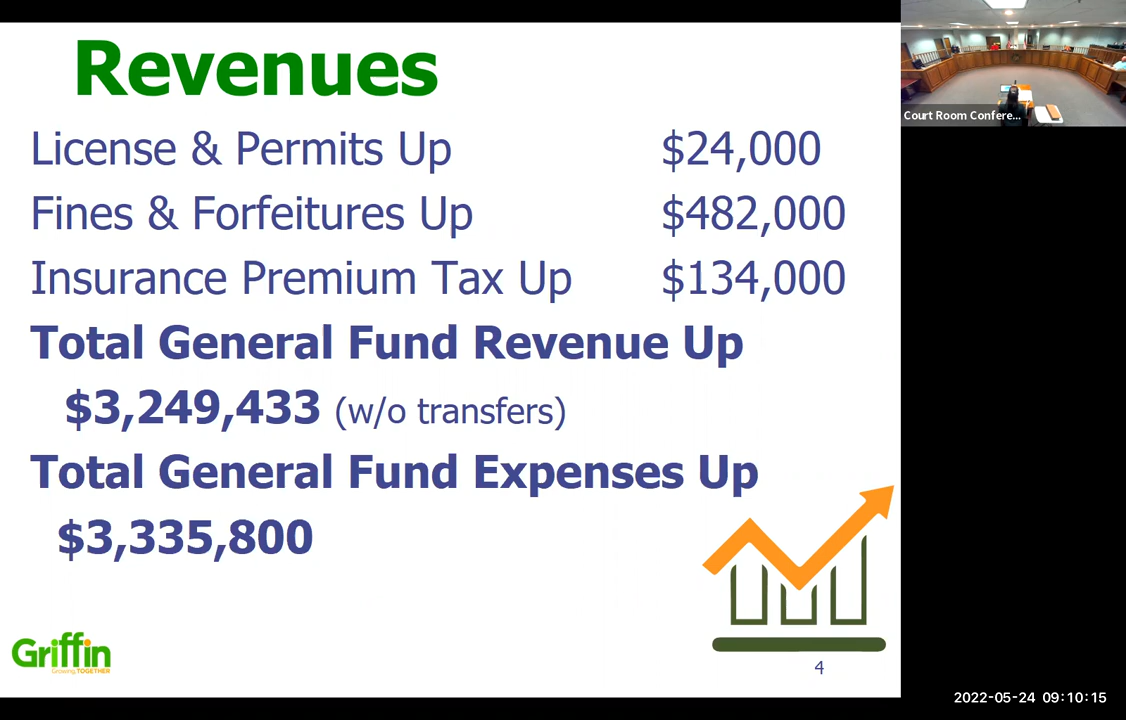 Revenues
License & Permits Up $24,000
Fines & Forfeitures Up $482,000
Insurance Premium Tax Up $134,000
Total General Fund Revenue Up
$3,249,433 (w/o transfers)
Total General Fund Expenses Up
$3,335,800
Griffin
Growing TOGETHER
4
Court Room Confere...
2022-05-24 09:10:15